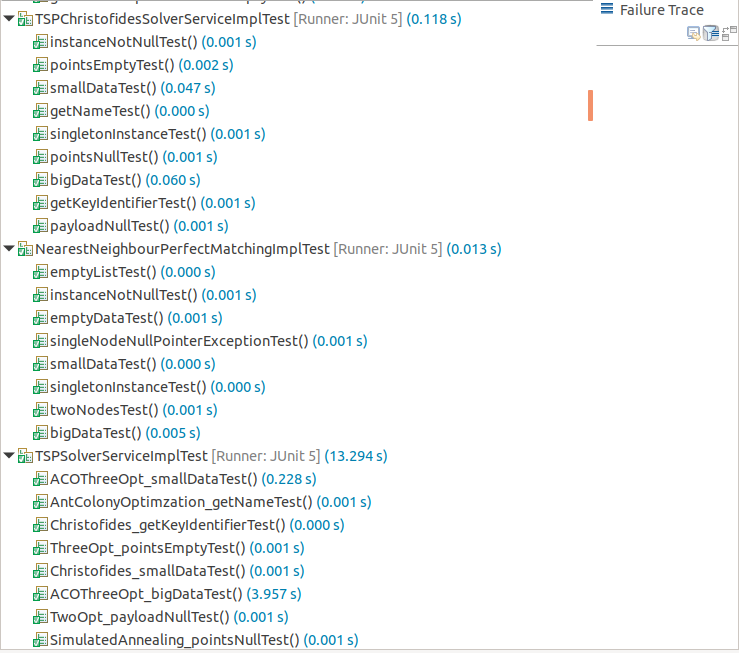 TSPChristofidesSolverServiceImplTest [Runner: JUnit 5] (0.118 s)
instanceNotNullTest() (0.001 s)
pointsEmptyTest() (0.002 s)
smallDataTest() (0.047 s)
getNameTest() (0.000 s)
singletonInstanceTest() (0.001 s)
pointsNullTest() (0.001 s)
bigDataTest() (0.060 s)
getKeyIdentifierTest() (0.001 s)
payloadNullTest() (0.001 s)
NearestNeighbourPerfectMatchingImplTest [Runner: JUnit 5] (0.013 s)
emptyListTest() (0.000 s)
instanceNotNullTest() (0.001 s)
emptyDataTest() (0.001 s)
singleNodeNullPointerExceptionTest() (0.001 s)
smallDataTest() (0.000 s)
singletonInstanceTest() (0.000 s)
twoNodesTest() (0.001 s)
bigDataTest() (0.005 s)
TSPSolverServiceImplTest [Runner: JUnit 5] (13.294 s)
ACOThreeOpt_smallDataTest() (0.228 s)
AntColonyOptimzation_getNameTest() (0.001 s)
Christofides_getKeyIdentifierTest() (0.000 s)
ThreeOpt_pointsEmptyTest() (0.001 s)
Christofides_smallDataTest() (0.001 s)
ACOThreeOpt_bigDataTest() (3.957 s)
TwoOpt_payloadNullTest() (0.001 s)
SimulatedAnnealing_pointsNullTest() (0.001 s)
Failure Trace